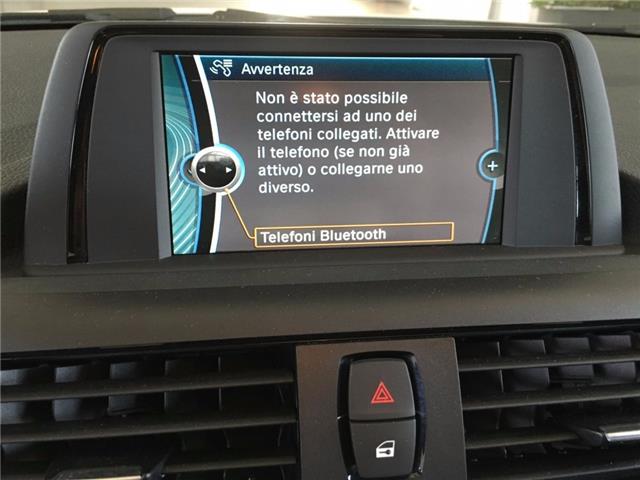 Avvertenza
Non è stato possibile
connettersi ad uno dei
telefoni collegati. Attivare
il telefono (se non già
attivo) o collegarne uno
diverso.
Telefoni Bluetooth